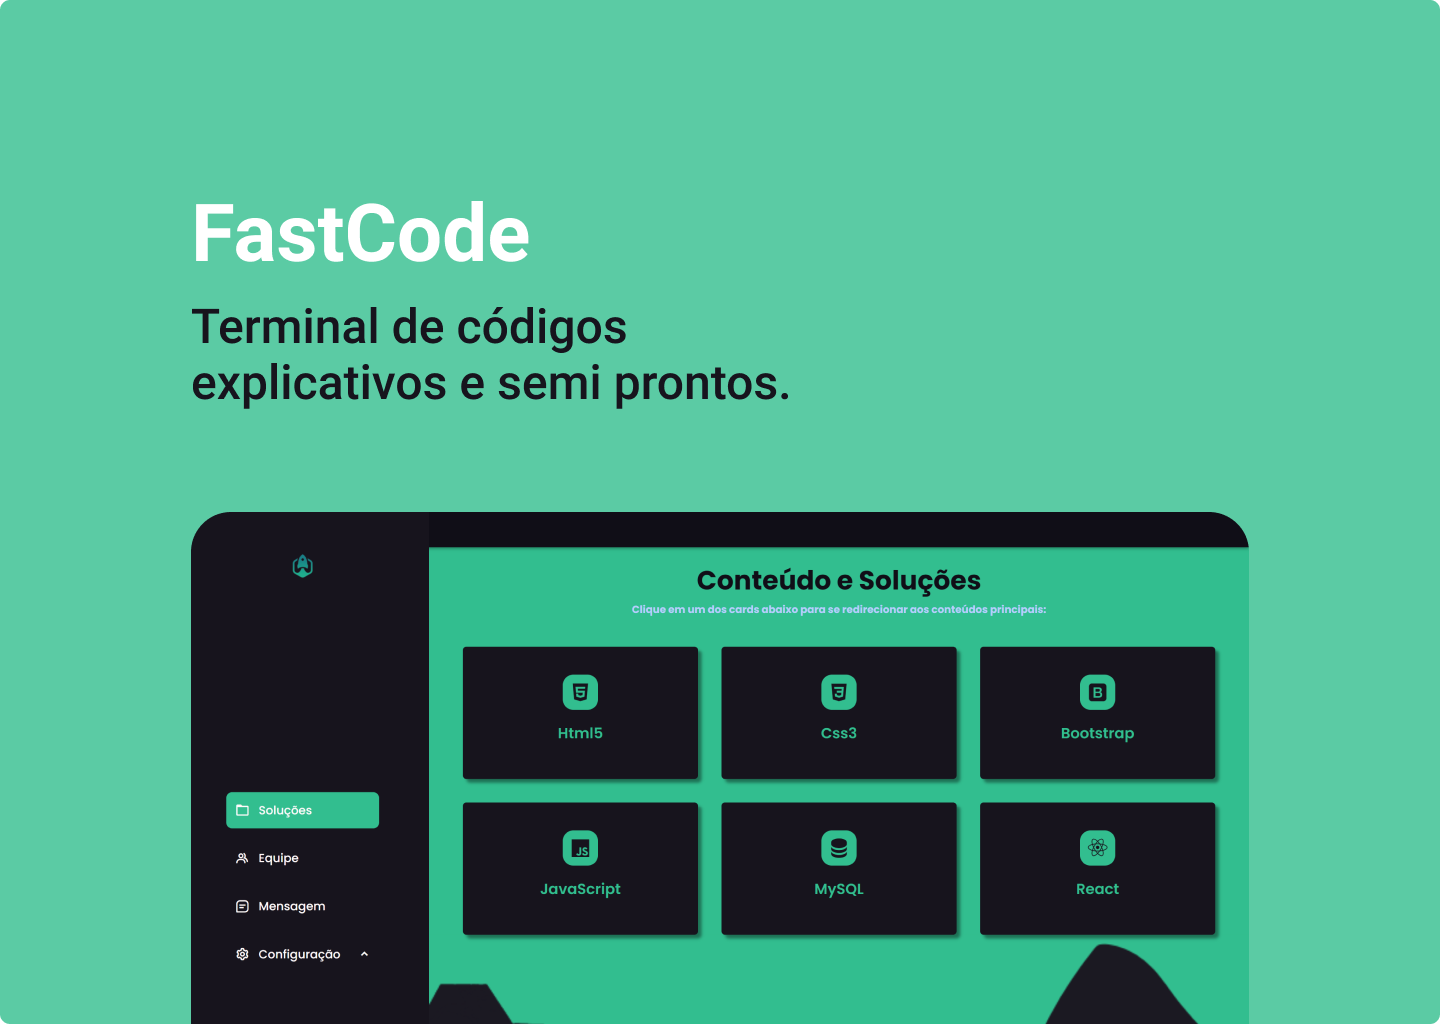 FastCode
Terminal de códigos
explicativos e semi prontos.
Conteúdo e Soluções
Clique em um dos cards abaixo para se redirecionar aos conteúdos principais:
Html5
Css3
B
Bootstrap
JS
JavaScript
MySQL
React
Soluções
Equipe
Mensagem
Configuração